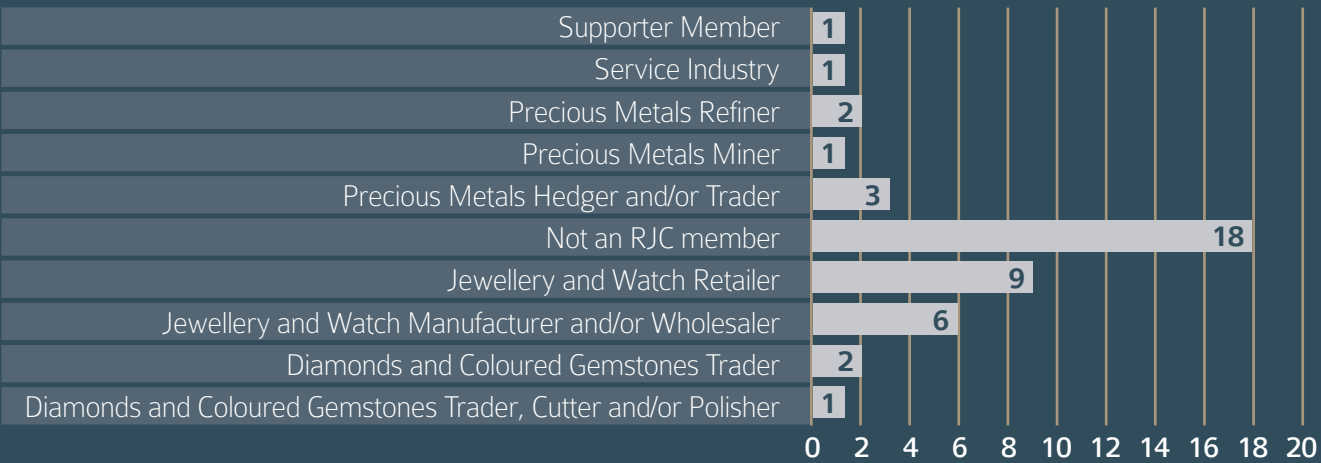 Supporter Member 1
Service Industry 1
Precious Metals Refiner 2
Precious Metals Miner 1
Precious Metals Hedger and/or Trader 3
Not an RJC member 18
Jewellery and Watch Retailer 9
Jewellery and Watch Manufacturer and/or Wholesaler 6
Diamonds and Coloured Gemstones Trader 2
Diamonds and Coloured Gemstones Trader, Cutter and/or Polisher 1
0 2 4 6 8 10 12 14 16 18 20